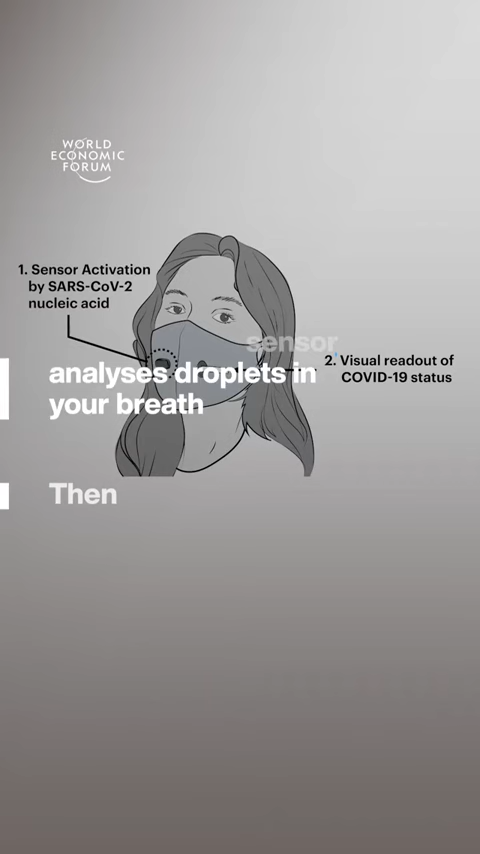 WORLD
ECONOMIC
FORUM
1. Sensor Activation
by SARS-CoV-2
nucleic acid
sensor
2. Visual readout of
COVID-19 status
analyses droplets in
your breath
Then